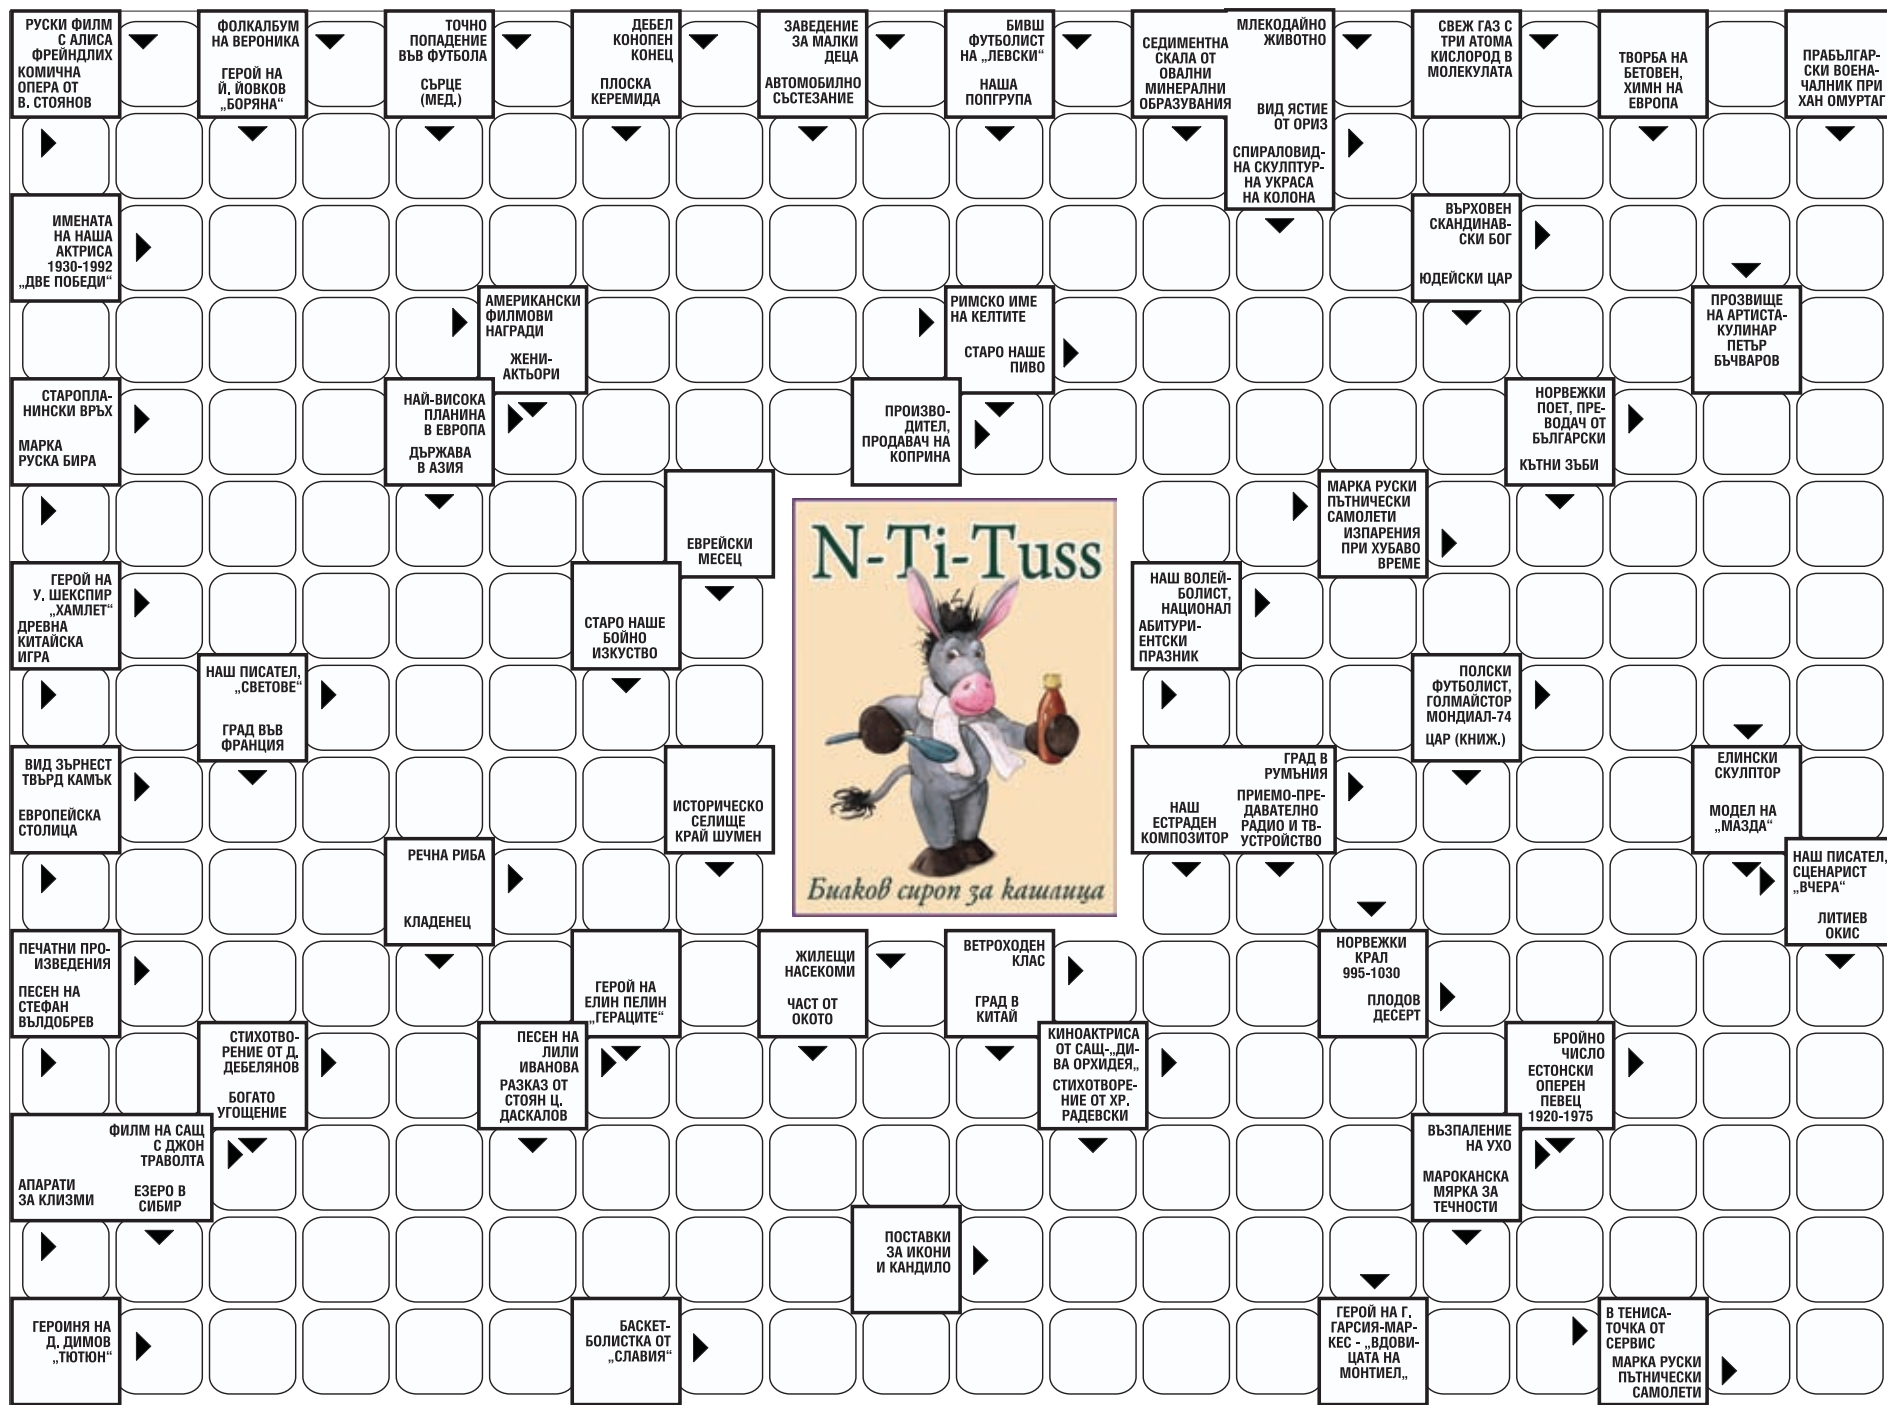 РУСКИ ФИЛМ
С АЛИСА
ФРЕЙНДЛИХ
КОМИЧНА
ОПЕРА ОТ
В. СТОЯНОВ
ФОЛКАЛБУМ
НА ВЕРОНИКА
ГЕРОЙ НА
Й. ЙОВКОВ
„БОРЯНА“
ТОЧНО
ПОПАДЕНИЕ
ВЪВ ФУТБОЛА
СЪРЦЕ
(МЕД.)
ДЕБЕЛ
КОНОПЕН
КОНЕЦ
ПЛОСКА
КЕРЕМИДА
ЗАВЕДЕНИЕ
ЗА МАЛКИ
ДЕЦА
АВТОМОБИЛНО
СЪСТЕЗАНИЕ
БИВШ
ФУТБОЛИСТ
НА „ЛЕВСКИ“
НАША
ПОПГРУПА
СЕДИМЕНТНА
СКАЛА ОТ
ОВАЛНИ
МИНЕРАЛНИ
ОБРАЗУВАНИЯ
МЛЕКОДАЙНО
ЖИВОТНО
ВИД ЯСТИЕ
ОТ ОРИЗ
СПИРАЛОВИД-
НА СКУЛПТУР-
НА УКРАСА
НА КОЛОНА
СВЕЖ ГАЗ С
ТРИ АТОМА
КИСЛОРОД В
МОЛЕКУЛАТА
ТВОРБА НА
БЕТОВЕН,
ХИМН НА
ЕВРОПА
ПРАБЪЛГАР-
СКИ ВОЕНА-
ЧАЛНИК ПРИ
ХАН ОМУРТАГ
ИМЕНАТА
НА НАША
АКТРИСА
1930-1992
„ДВЕ ПОБЕДИ“
ВЪРХОВЕН
СКАНДИНАВ-
СКИ БОГ
ЮДЕЙСКИ ЦАР
АМЕРИКАНСКИ
ФИЛМОВИ
НАГРАДИ
ЖЕНИ-
АКТЬОРИ
РИМСКО ИМЕ
НА КЕЛТИТЕ
СТАРО НАШЕ
ПИВО
ПРОЗВИЩЕ
НА АРТИСТА-
КУЛИНАР
ПЕТЪР
БЪЧВАРОВ
СТАРОПЛА-
НИНСКИ ВРЪХ
МАРКА
РУСКА БИРА
НАЙ-ВИСОКА
ПЛАНИНА
В ЕВРОПА
ДЪРЖАВА
В АЗИЯ
ПРОИЗВО-
ДИТЕЛ,
ПРОДАВАЧ НА
КОПРИНА
НОРВЕЖКИ
ПОЕТ, ПРЕ-
ВОДАЧ ОТ
БЪЛГАРСКИ
КЪТНИ ЗЪБИ
ЕВРЕЙСКИ
МЕСЕЦ
МАРКА РУСКИ
ПЪТНИЧЕСКИ
САМОЛЕТИ
ИЗПАРЕНИЯ
ПРИ ХУБАВО
ВРЕМЕ
N-Ti-Tuss
ГЕРОЙ НА
У. ШЕКСПИР
„ХАМЛЕТ“
ДРЕВНА
КИТАЙСКА
ИГРА
СТАРО НАШЕ
БОЙНО
ИЗКУСТВО
НАШ ВОЛЕЙ-
БОЛИСТ,
НАЦИОНАЛ
АБИТУРИ-
ЕНТСКИ
ПРАЗНИК
НАШ ПИСАТЕЛ,
„СВЕТОВЕ“
ГРАД ВЪВ
ФРАНЦИЯ
ПОЛСКИ
ФУТБОЛИСТ,
ГОЛМАЙСТОР
МОНДИАЛ-74
ЦАР (КНИЖ.)
ВИД ЗЪРНЕСТ
ТВЪРД КАМЪК
ЕВРОПЕЙСКА
СТОЛИЦА
ИСТОРИЧЕСКО
СЕЛИЩЕ
КРАЙ ШУМЕН
НАШ
ЕСТРАДЕН
КОМПОЗИТОР
ГРАД В
РУМЪНИЯ
ПРИЕМО-ПРЕ-
ДАВАТЕЛНО
РАДИО И ТВ-
УСТРОЙСТВО
ЕЛИНСКИ
СКУЛПТОР
МОДЕЛ НА
„МАЗДА“
РЕЧНА РИБА
КЛАДЕНЕЦ
Билков сироп за кашлица
НАШ ПИСАТЕЛ,
СЦЕНАРИСТ
„ВЧЕРА“
ЛИТИЕВ
ОКИС
ПЕЧАТНИ ПРО-
ИЗВЕДЕНИЯ
ПЕСЕН НА
СТЕФАН
ВЪЛДОБРЕВ
ГЕРОЙ НА
ЕЛИН ПЕЛИН
„ГЕРАЦИТЕ“
ЖИЛЕЩИ
НАСЕКОМИ
ЧАСТ ОТ
ОКОТО
ВЕТРОХОДЕН
КЛАС
ГРАД В
КИТАЙ
НОРВЕЖКИ
КРАЛ
995-1030
ПЛОДОВ
ДЕСЕРТ
СТИХОТВО-
РЕНИЕ ОТ Д.
ДЕБЕЛЯНОВ
БОГАТО
УГОЩЕНИЕ
ПЕСЕН НА
ЛИЛИ
ИВАНОВА
РАЗКАЗ ОТ
СТОЯН Ц.
ДАСКАЛОВ
КИНОАКТРИСА
ОТ САЩ-„ДИ-
ВА ОРХИДЕЯ„
СТИХОТВОРЕ-
НИЕ ОТ ХР.
РАДЕВСКИ
БРОЙНО
ЧИСЛО
ЕСТОНСКИ
ОПЕРЕН
ПЕВЕЦ
1920-1975
ФИЛМ НА САЩ
С ДЖОН
ТРАВОЛТА
АПАРАТИ
ЗА КЛИЗМИ
ЕЗЕРО В
СИБИР
ВЪЗПАЛЕНИЕ
НА УХО
МАРОКАНСКА
МЯРКА ЗА
ТЕЧНОСТИ
ПОСТАВКИ
ЗА ИКОНИ
И КАНДИЛО
ГЕРОИНЯ НА
Д. ДИМОВ
„ТЮТЮН“
БАСКЕТ-
БОЛИСТКА ОТ
„СЛАВИЯ“
ГЕРОЙ НА Г.
ГАРСИЯ-МАР-
КЕС - „ВДОВИ-
ЦАТА НА
МОНТИЕЛ„
В ТЕНИСА-
ТОЧКА ОТ
СЕРВИС
МАРКА РУСКИ
ПЪТНИЧЕСКИ
САМОЛЕТИ